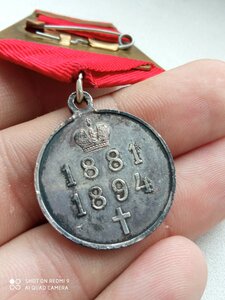 1881
1894
SHOT ON REDMI 9
AI QUAD CAMERA